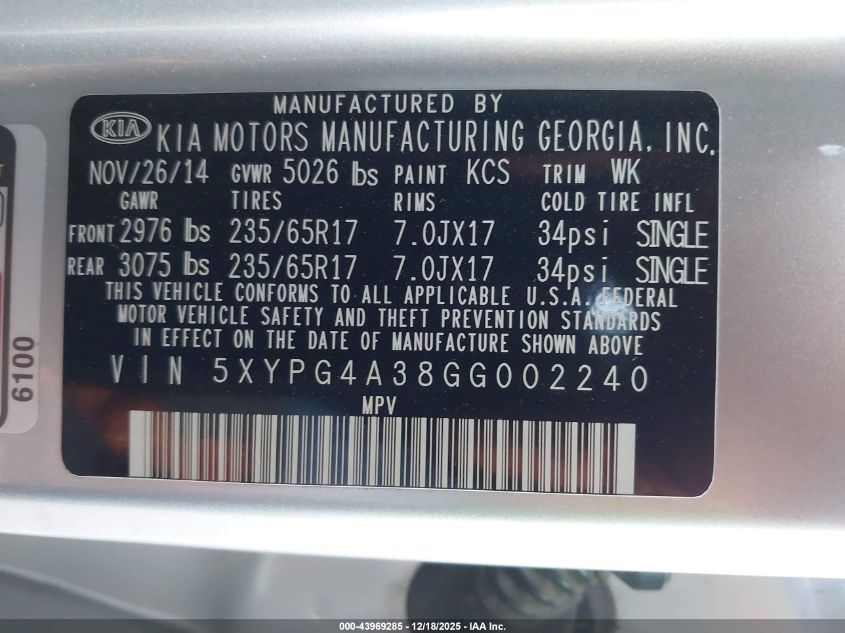 MANUFACTURED BY
KIA KIA MOTORS MANUFACTURING GEORGIA, INC.
NOV/26/14 GVWR 5026 lbs PAINT KCS TRIM WK
GAWR TIRES RIMS COLD TIRE INFL
FRONT 2976 lbs 235/65R17 7.0JX17 34psi SINGLE
REAR 3075 lbs 235/65R17 7.0JX17 34psi SINGLE
THIS VEHICLE CONFORMS TO ALL APPLICABLE U.S.A. FEDERAL
MOTOR VEHICLE SAFETY AND THEFT PREVENTION STANDARDS
IN EFFECT ON THE DATE OF MANUFACTURE SHOWN ABOVE
VIN 5XYPG4A38GG002240
MPV
6100
000-43969285 - 12/18/2025 - IAA Inc.